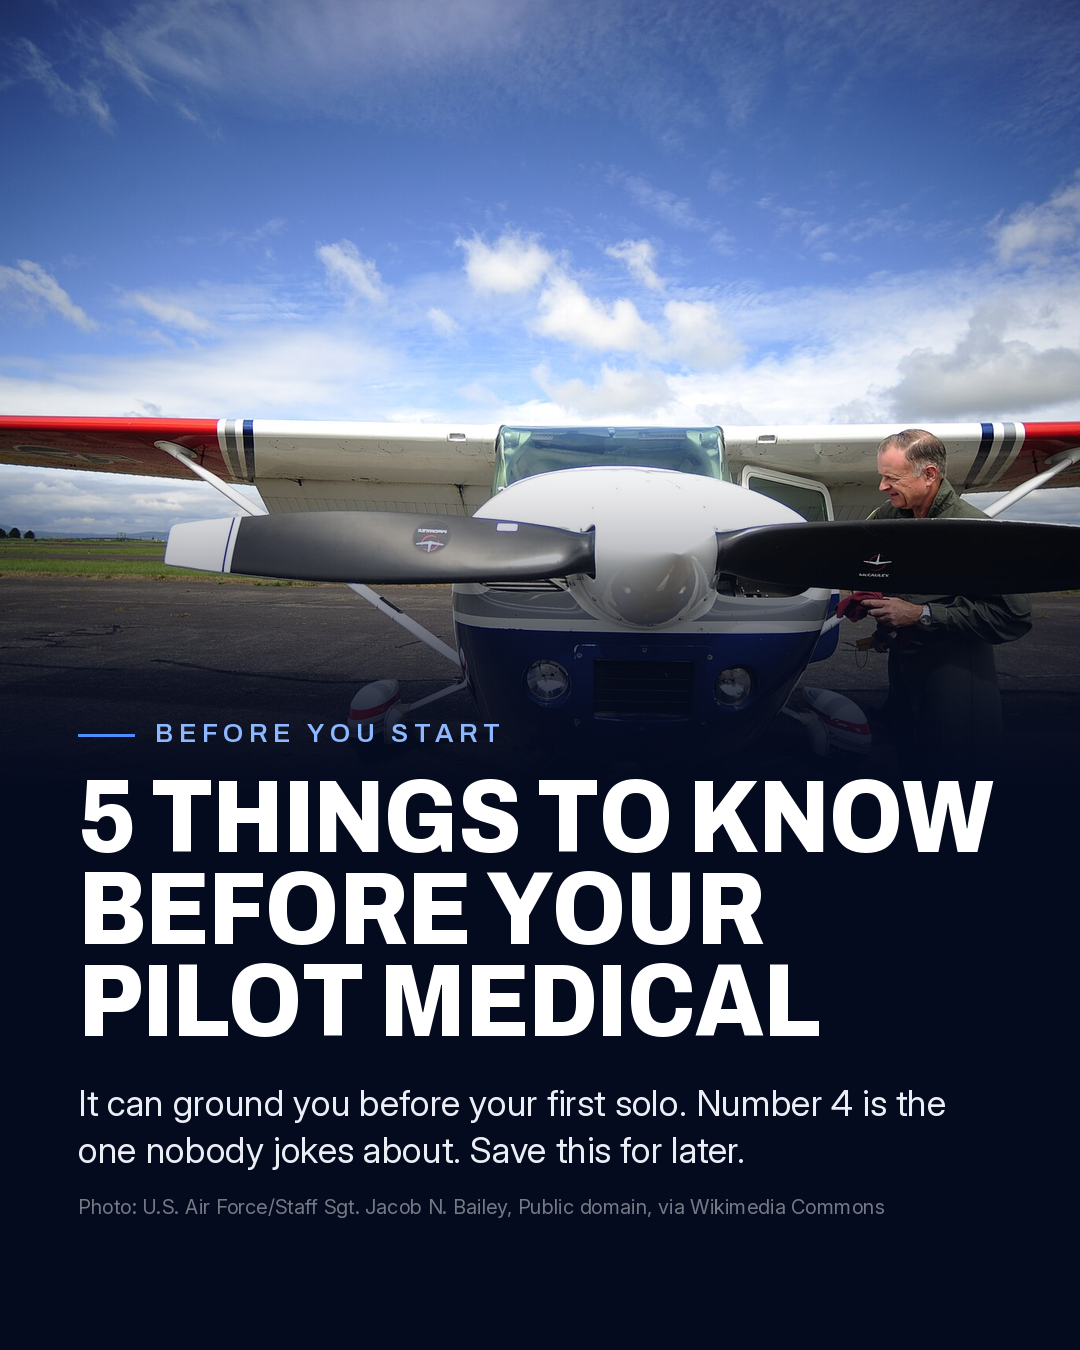 McCAULEY
BEFORE YOU START
5 THINGS TO KNOW
BEFORE YOUR
PILOT MEDICAL
It can ground you before your first solo. Number 4 is the
one nobody jokes about. Save this for later.
Photo: U.S. Air Force/Staff Sgt. Jacob N. Bailey, Public domain, via Wikimedia Commons